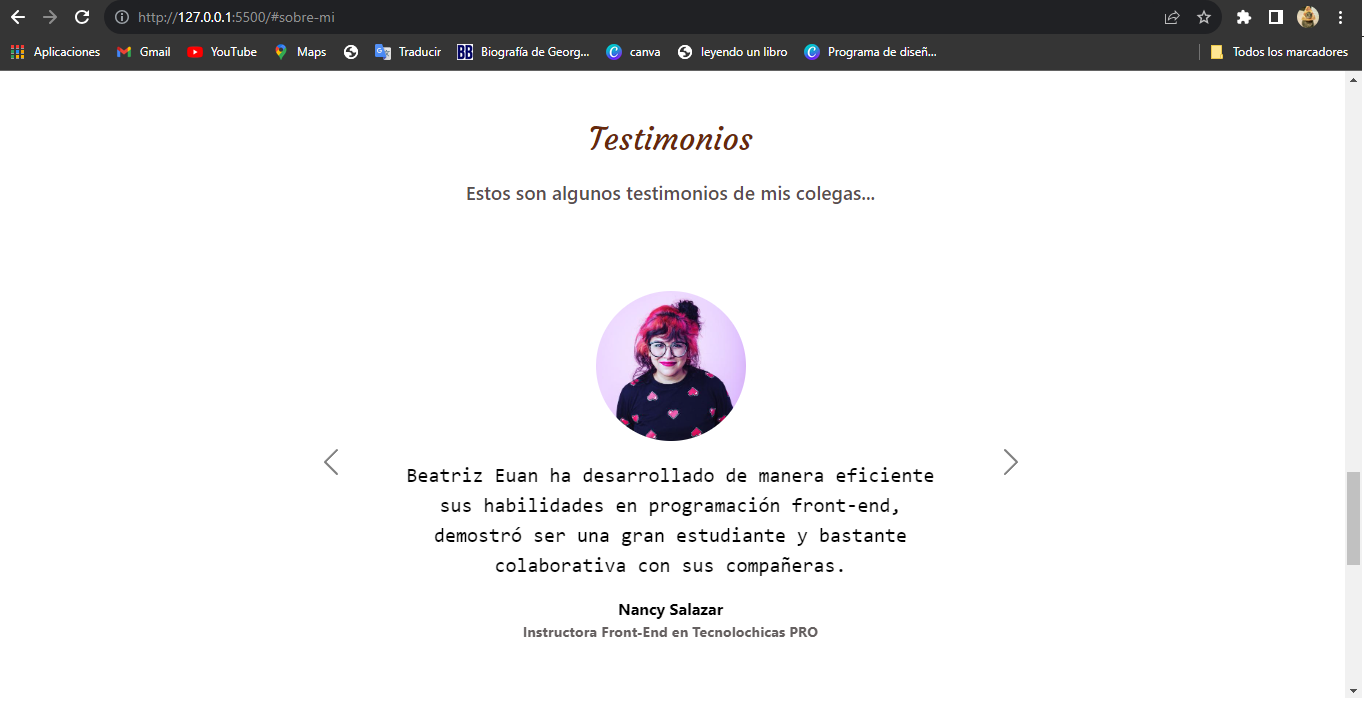 http://127.0.0.1:5500/#sobre-mi
Aplicaciones Gmail YouTube Maps Traducir BB Biografía de Georg... C canva leyendo un libro C Programa de diseñ... Todos los marcadores
Testimonios
Estos son algunos testimonios de mis colegas...
Beatriz Euan ha desarrollado de manera eficiente
sus habilidades en programación front-end,
demostró ser una gran estudiante y bastante
colaborativa con sus compañeras.
Nancy Salazar
Instructora Front-End en Tecnolochicas PRO